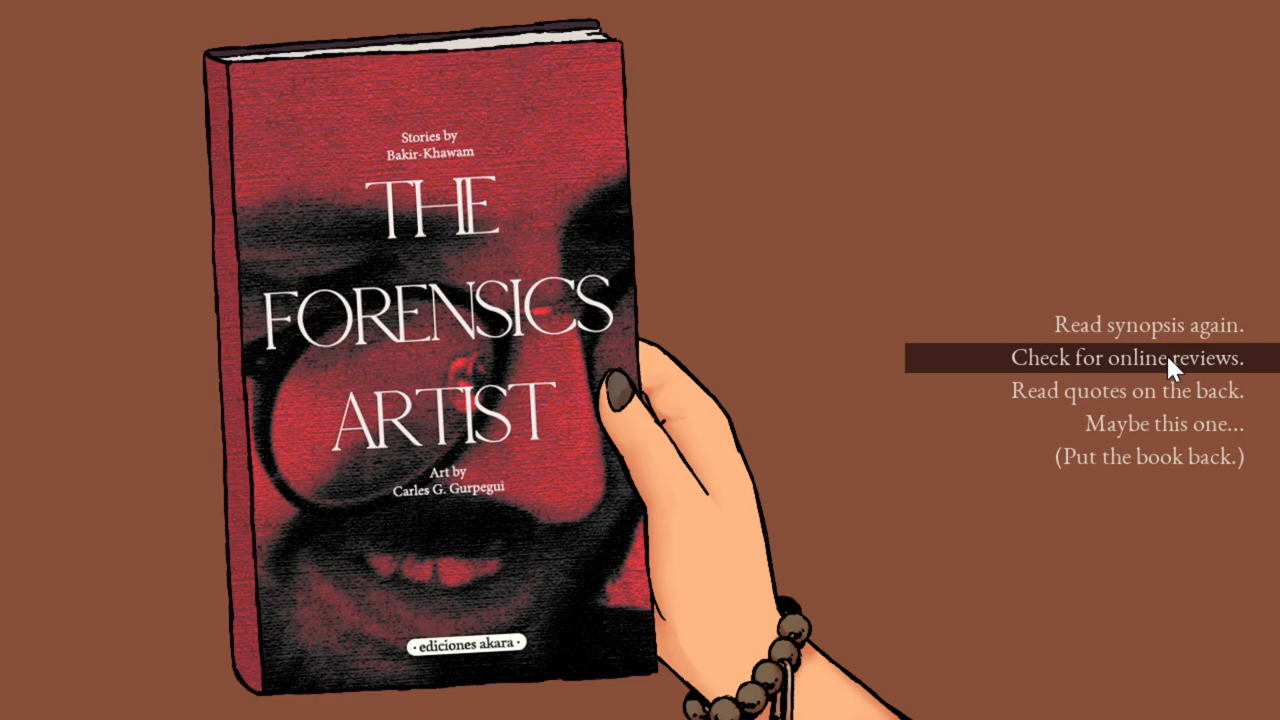 Stories by
Bakir-Khawam
THE
FORENSICS
ARTIST
Art by
Carles G. Gurpegui
· ediciones akara ·
Read synopsis again.
Check for online reviews.
Read quotes on the back.
Maybe this one...
(Put the book back.)